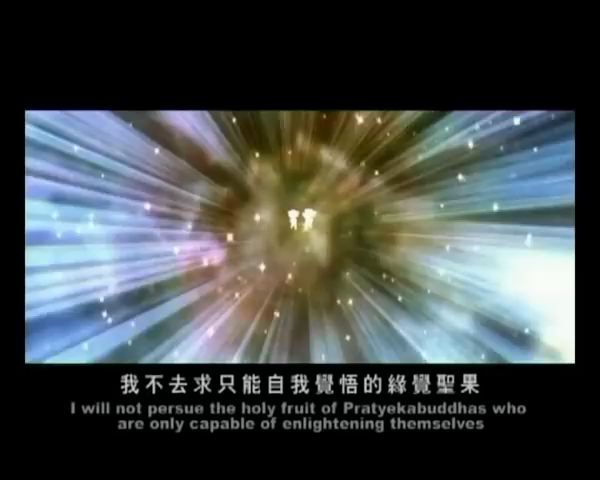 我不去求只能自我覺悟的緣覺聖果
I will not persue the holy fruit of Pratyekabuddhas who
are only capable of enlightening themselves